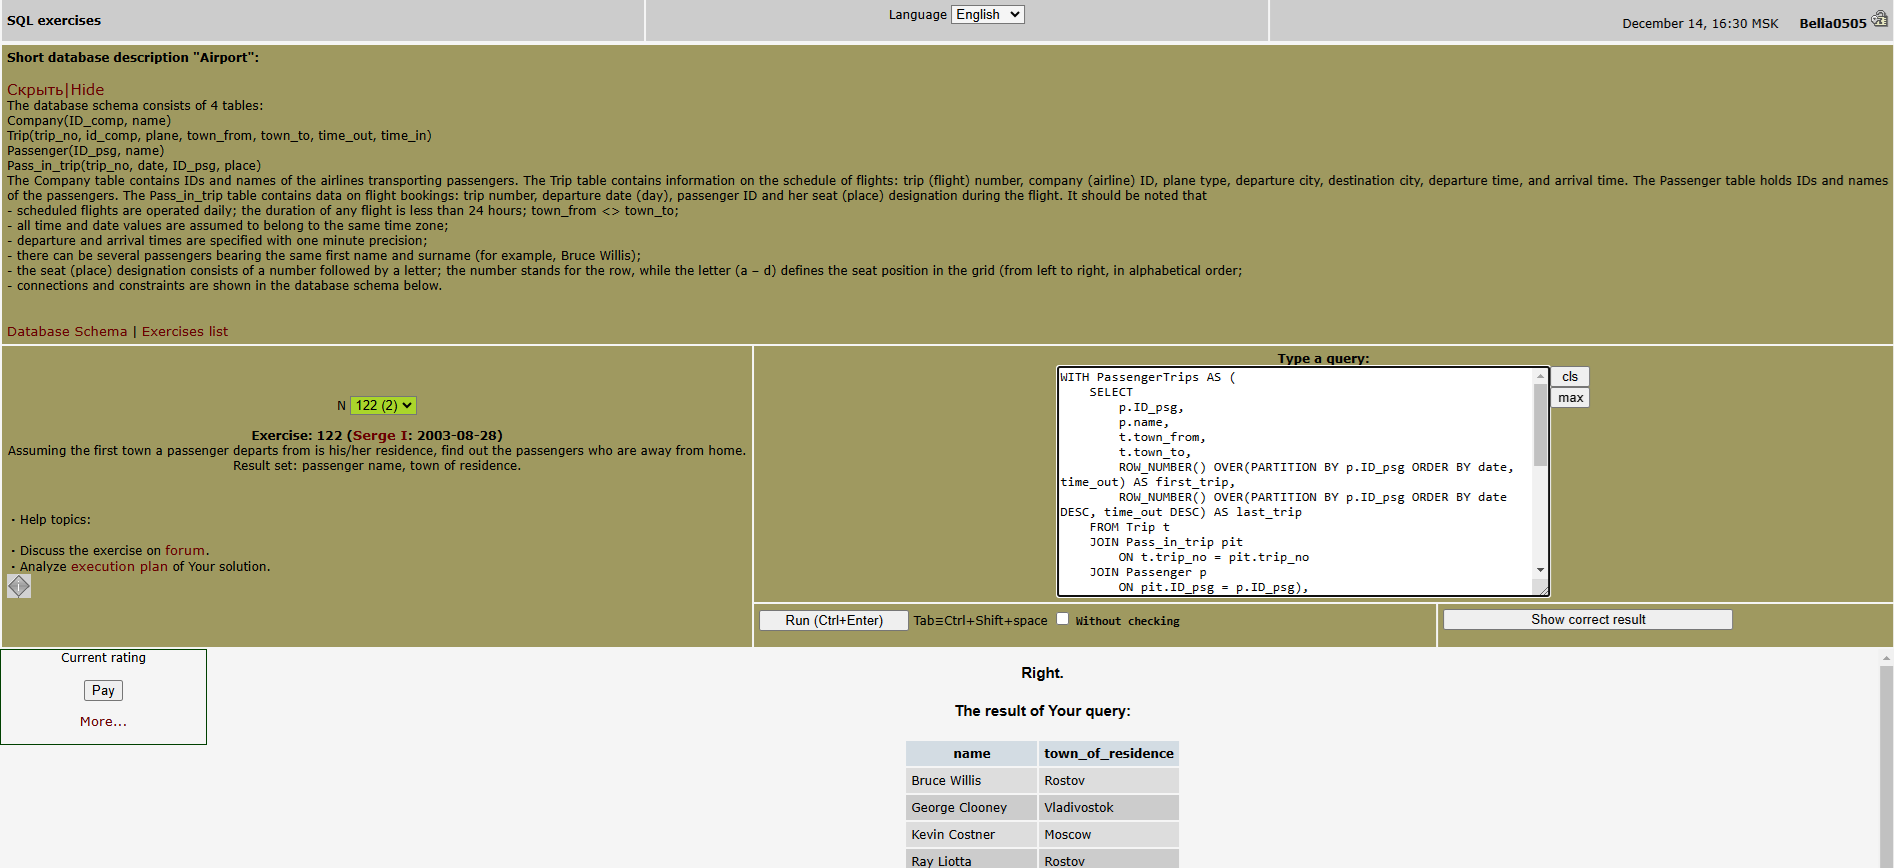 SQL exercises
Language English
December 14, 16:30 MSK Bella0505
Short database description "Airport":
Скрыть|Hide
The database schema consists of 4 tables:
Company(ID_comp, name)
Trip(trip_no, id_comp, plane, town_from, town_to, time_out, time_in)
Passenger(ID_psg, name)
Pass_in_trip(trip_no, date, ID_psg, place)
The Company table contains IDs and names of the airlines transporting passengers. The Trip table contains information on the schedule of flights: trip (flight) number, company (airline) ID, plane type, departure city, destination city, departure time, and arrival time. The Passenger table holds IDs and names
of the passengers. The Pass_in_trip table contains data on flight bookings: trip number, departure date (day), passenger ID and her seat (place) designation during the flight. It should be noted that
- scheduled flights are operated daily; the duration of any flight is less than 24 hours; town_from <> town_to;
- all time and date values are assumed to belong to the same time zone;
- departure and arrival times are specified with one minute precision;
- there can be several passengers bearing the same first name and surname (for example, Bruce Willis);
- the seat (place) designation consists of a number followed by a letter; the number stands for the row, while the letter (a – d) defines the seat position in the grid (from left to right, in alphabetical order;
- connections and constraints are shown in the database schema below.
Database Schema | Exercises list
N 122 (2)
Exercise: 122 (Serge I: 2003-08-28)
Assuming the first town a passenger departs from is his/her residence, find out the passengers who are away from home.
Result set: passenger name, town of residence.
· Help topics:
· Discuss the exercise on forum.
· Analyze execution plan of Your solution.
Type a query:
WITH PassengerTrips AS (
SELECT
p.ID_psg,
p.name,
t.town_from,
t.town_to,
ROW_NUMBER() OVER(PARTITION BY p.ID_psg ORDER BY date,
time_out) AS first_trip,
ROW_NUMBER() OVER(PARTITION BY p.ID_psg ORDER BY date
DESC, time_out DESC) AS last_trip
FROM Trip t
JOIN Pass_in_trip pit
ON t.trip_no = pit.trip_no
JOIN Passenger p
ON pit.ID_psg = p.ID_psg),
cls
max
Run (Ctrl+Enter) Tab≡Ctrl+Shift+space Without checking
Show correct result
Current rating
Pay
More...
Right.
The result of Your query:
name town_of_residence
Bruce Willis Rostov
George Clooney Vladivostok
Kevin Costner Moscow
Ray Liotta Rostov